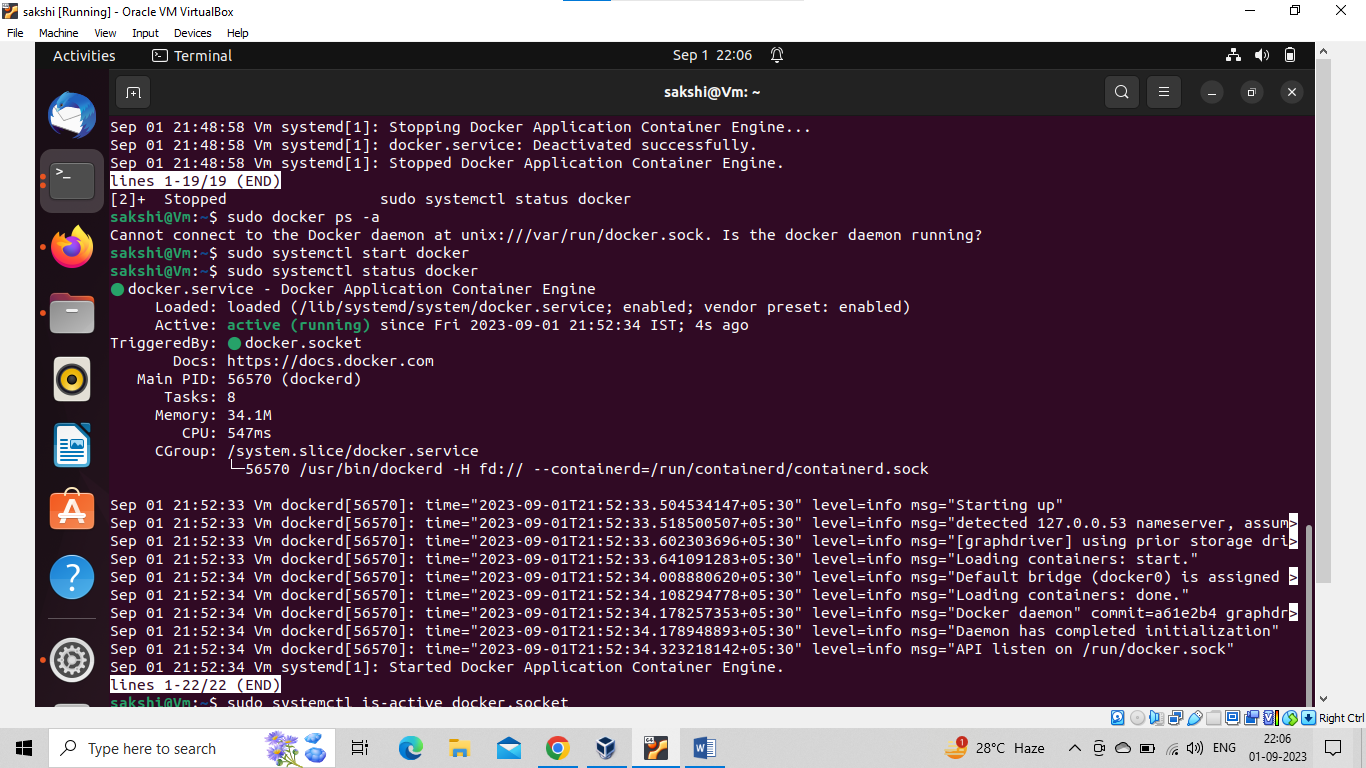 sakshi [Running] - Oracle VM VirtualBox
File Machine View Input Devices Help
Activities Terminal Sep 1 22:06
sakshi@Vm: ~
Sep 01 21:48:58 Vm systemd[1]: Stopping Docker Application Container Engine...
Sep 01 21:48:58 Vm systemd[1]: docker.service: Deactivated successfully.
Sep 01 21:48:58 Vm systemd[1]: Stopped Docker Application Container Engine.
lines 1-19/19 (END)
[2]+  Stopped                 sudo systemctl status docker
sakshi@Vm:~$ sudo docker ps -a
Cannot connect to the Docker daemon at unix:///var/run/docker.sock. Is the docker daemon running?
sakshi@Vm:~$ sudo systemctl start docker
sakshi@Vm:~$ sudo systemctl status docker
● docker.service - Docker Application Container Engine
     Loaded: loaded (/lib/systemd/system/docker.service; enabled; vendor preset: enabled)
     Active: active (running) since Fri 2023-09-01 21:52:34 IST; 4s ago
TriggeredBy: ● docker.socket
       Docs: https://docs.docker.com
   Main PID: 56570 (dockerd)
      Tasks: 8
     Memory: 34.1M
        CPU: 547ms
     CGroup: /system.slice/docker.service
             └─56570 /usr/bin/dockerd -H fd:// --containerd=/run/containerd/containerd.sock
Sep 01 21:52:33 Vm dockerd[56570]: time="2023-09-01T21:52:33.504534147+05:30" level=info msg="Starting up"
Sep 01 21:52:33 Vm dockerd[56570]: time="2023-09-01T21:52:33.518500507+05:30" level=info msg="detected 127.0.0.53 nameserver, assum>
Sep 01 21:52:33 Vm dockerd[56570]: time="2023-09-01T21:52:33.602303696+05:30" level=info msg="[graphdriver] using prior storage dri>
Sep 01 21:52:33 Vm dockerd[56570]: time="2023-09-01T21:52:33.641091283+05:30" level=info msg="Loading containers: start."
Sep 01 21:52:34 Vm dockerd[56570]: time="2023-09-01T21:52:34.008880620+05:30" level=info msg="Default bridge (docker0) is assigned >
Sep 01 21:52:34 Vm dockerd[56570]: time="2023-09-01T21:52:34.108294778+05:30" level=info msg="Loading containers: done."
Sep 01 21:52:34 Vm dockerd[56570]: time="2023-09-01T21:52:34.178257353+05:30" level=info msg="Docker daemon" commit=a61e2b4 graphdr>
Sep 01 21:52:34 Vm dockerd[56570]: time="2023-09-01T21:52:34.178948893+05:30" level=info msg="Daemon has completed initialization"
Sep 01 21:52:34 Vm dockerd[56570]: time="2023-09-01T21:52:34.323218142+05:30" level=info msg="API listen on /run/docker.sock"
Sep 01 21:52:34 Vm systemd[1]: Started Docker Application Container Engine.
lines 1-22/22 (END)
sakshi@Vm:~$ sudo systemctl is-active docker.socket
Right Ctrl
Type here to search 1 28°C Haze ENG 22:06
01-09-2023